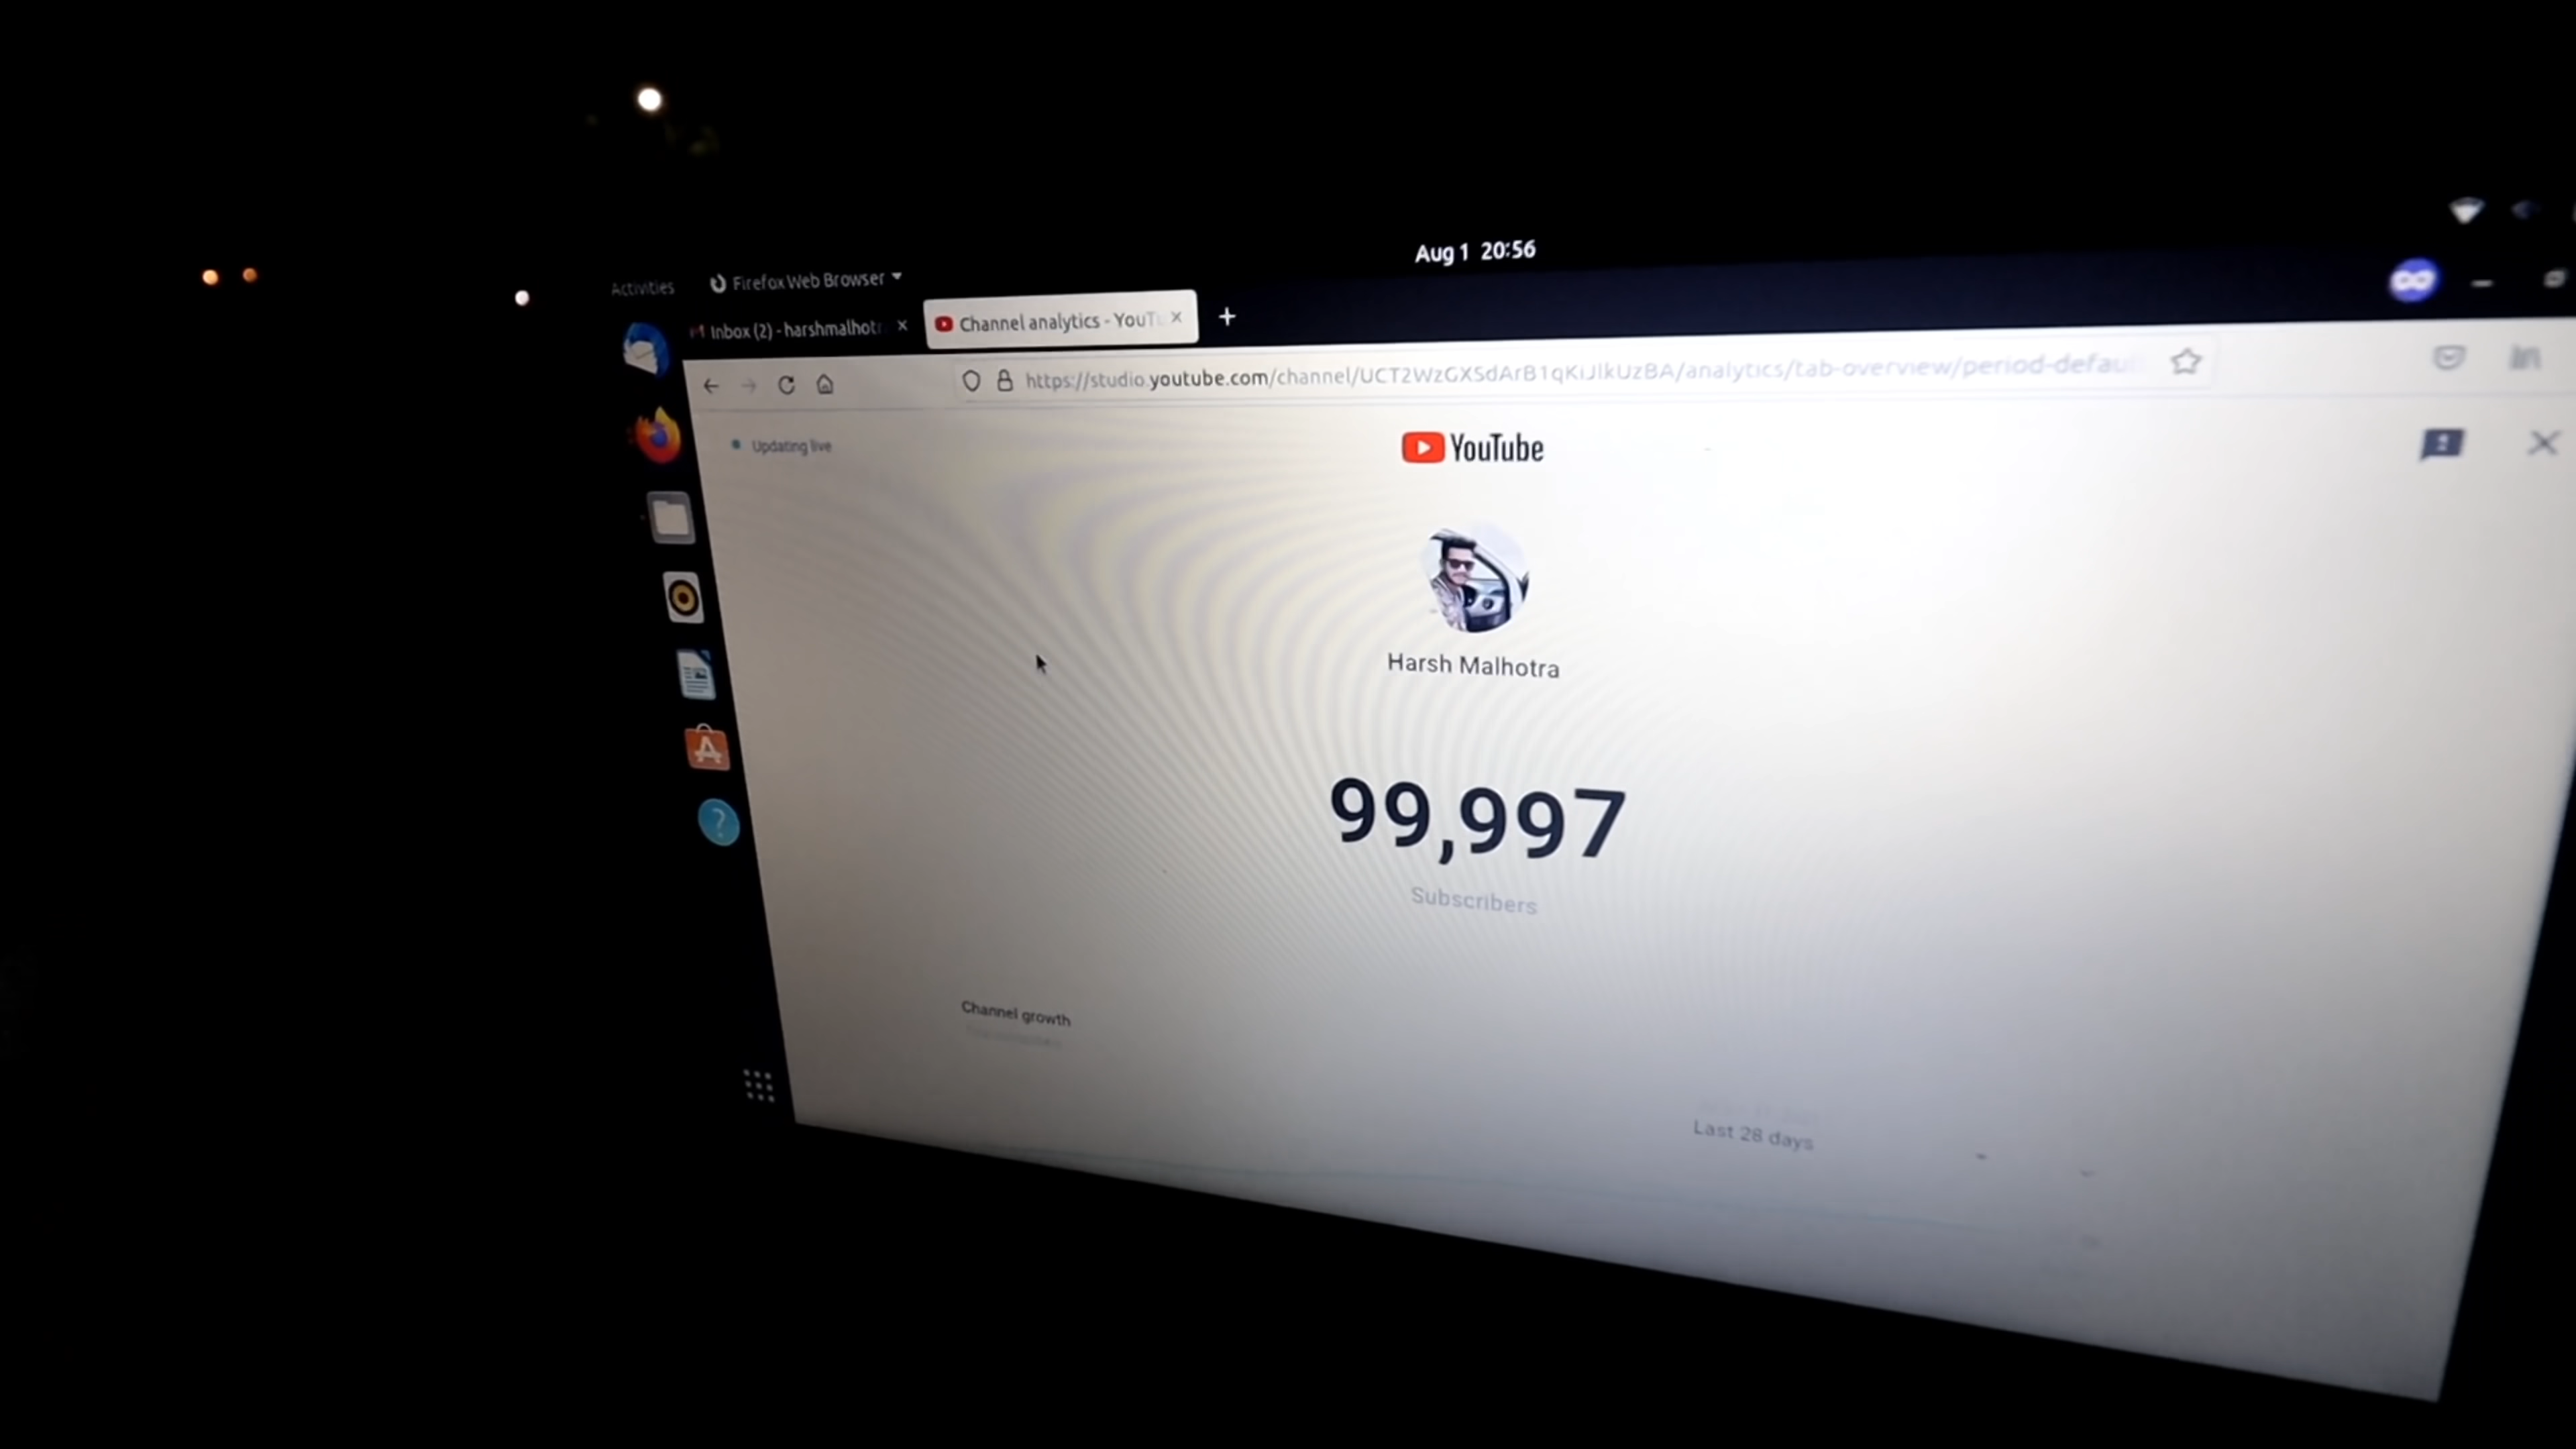 Aug 1 20:56
Activities
Firefox Web Browser
Inbox (2) - harshmalhot
Channel analytics - YouT
https://studio.youtube.com/channel/UCT2WzGXSdArB1qKiJlkUzBA/analytics/tab-overview/period-defau
Updating live
YouTube
Harsh Malhotra
99,997
Subscribers
Channel growth
Last 28 days